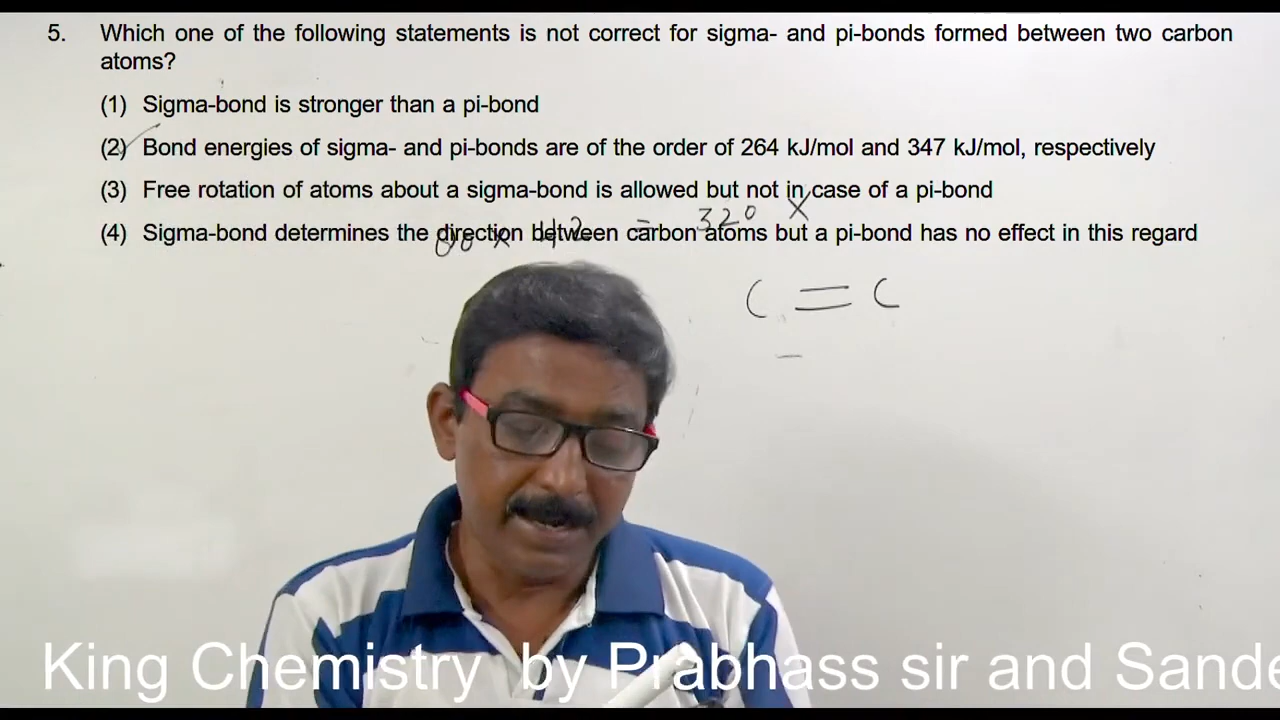 5. Which one of the following statements is not correct for sigma- and pi-bonds formed between two carbon
atoms?
(1) Sigma-bond is stronger than a pi-bond
(2) Bond energies of sigma- and pi-bonds are of the order of 264 kJ/mol and 347 kJ/mol, respectively
(3) Free rotation of atoms about a sigma-bond is allowed but not in case of a pi-bond
(4) Sigma-bond determines the direction between carbon atoms but a pi-bond has no effect in this regard
80 x 42 = 320 X
C = C
King Chemistry by Prabhass sir and Sande